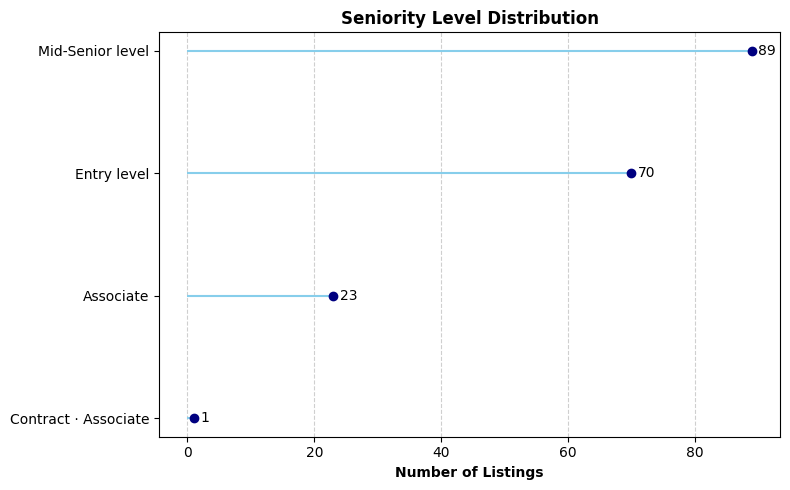 Seniority Level Distribution
Mid-Senior level
89
Entry level
70
Associate
23
Contract · Associate
1
0 20 40 60 80
Number of Listings